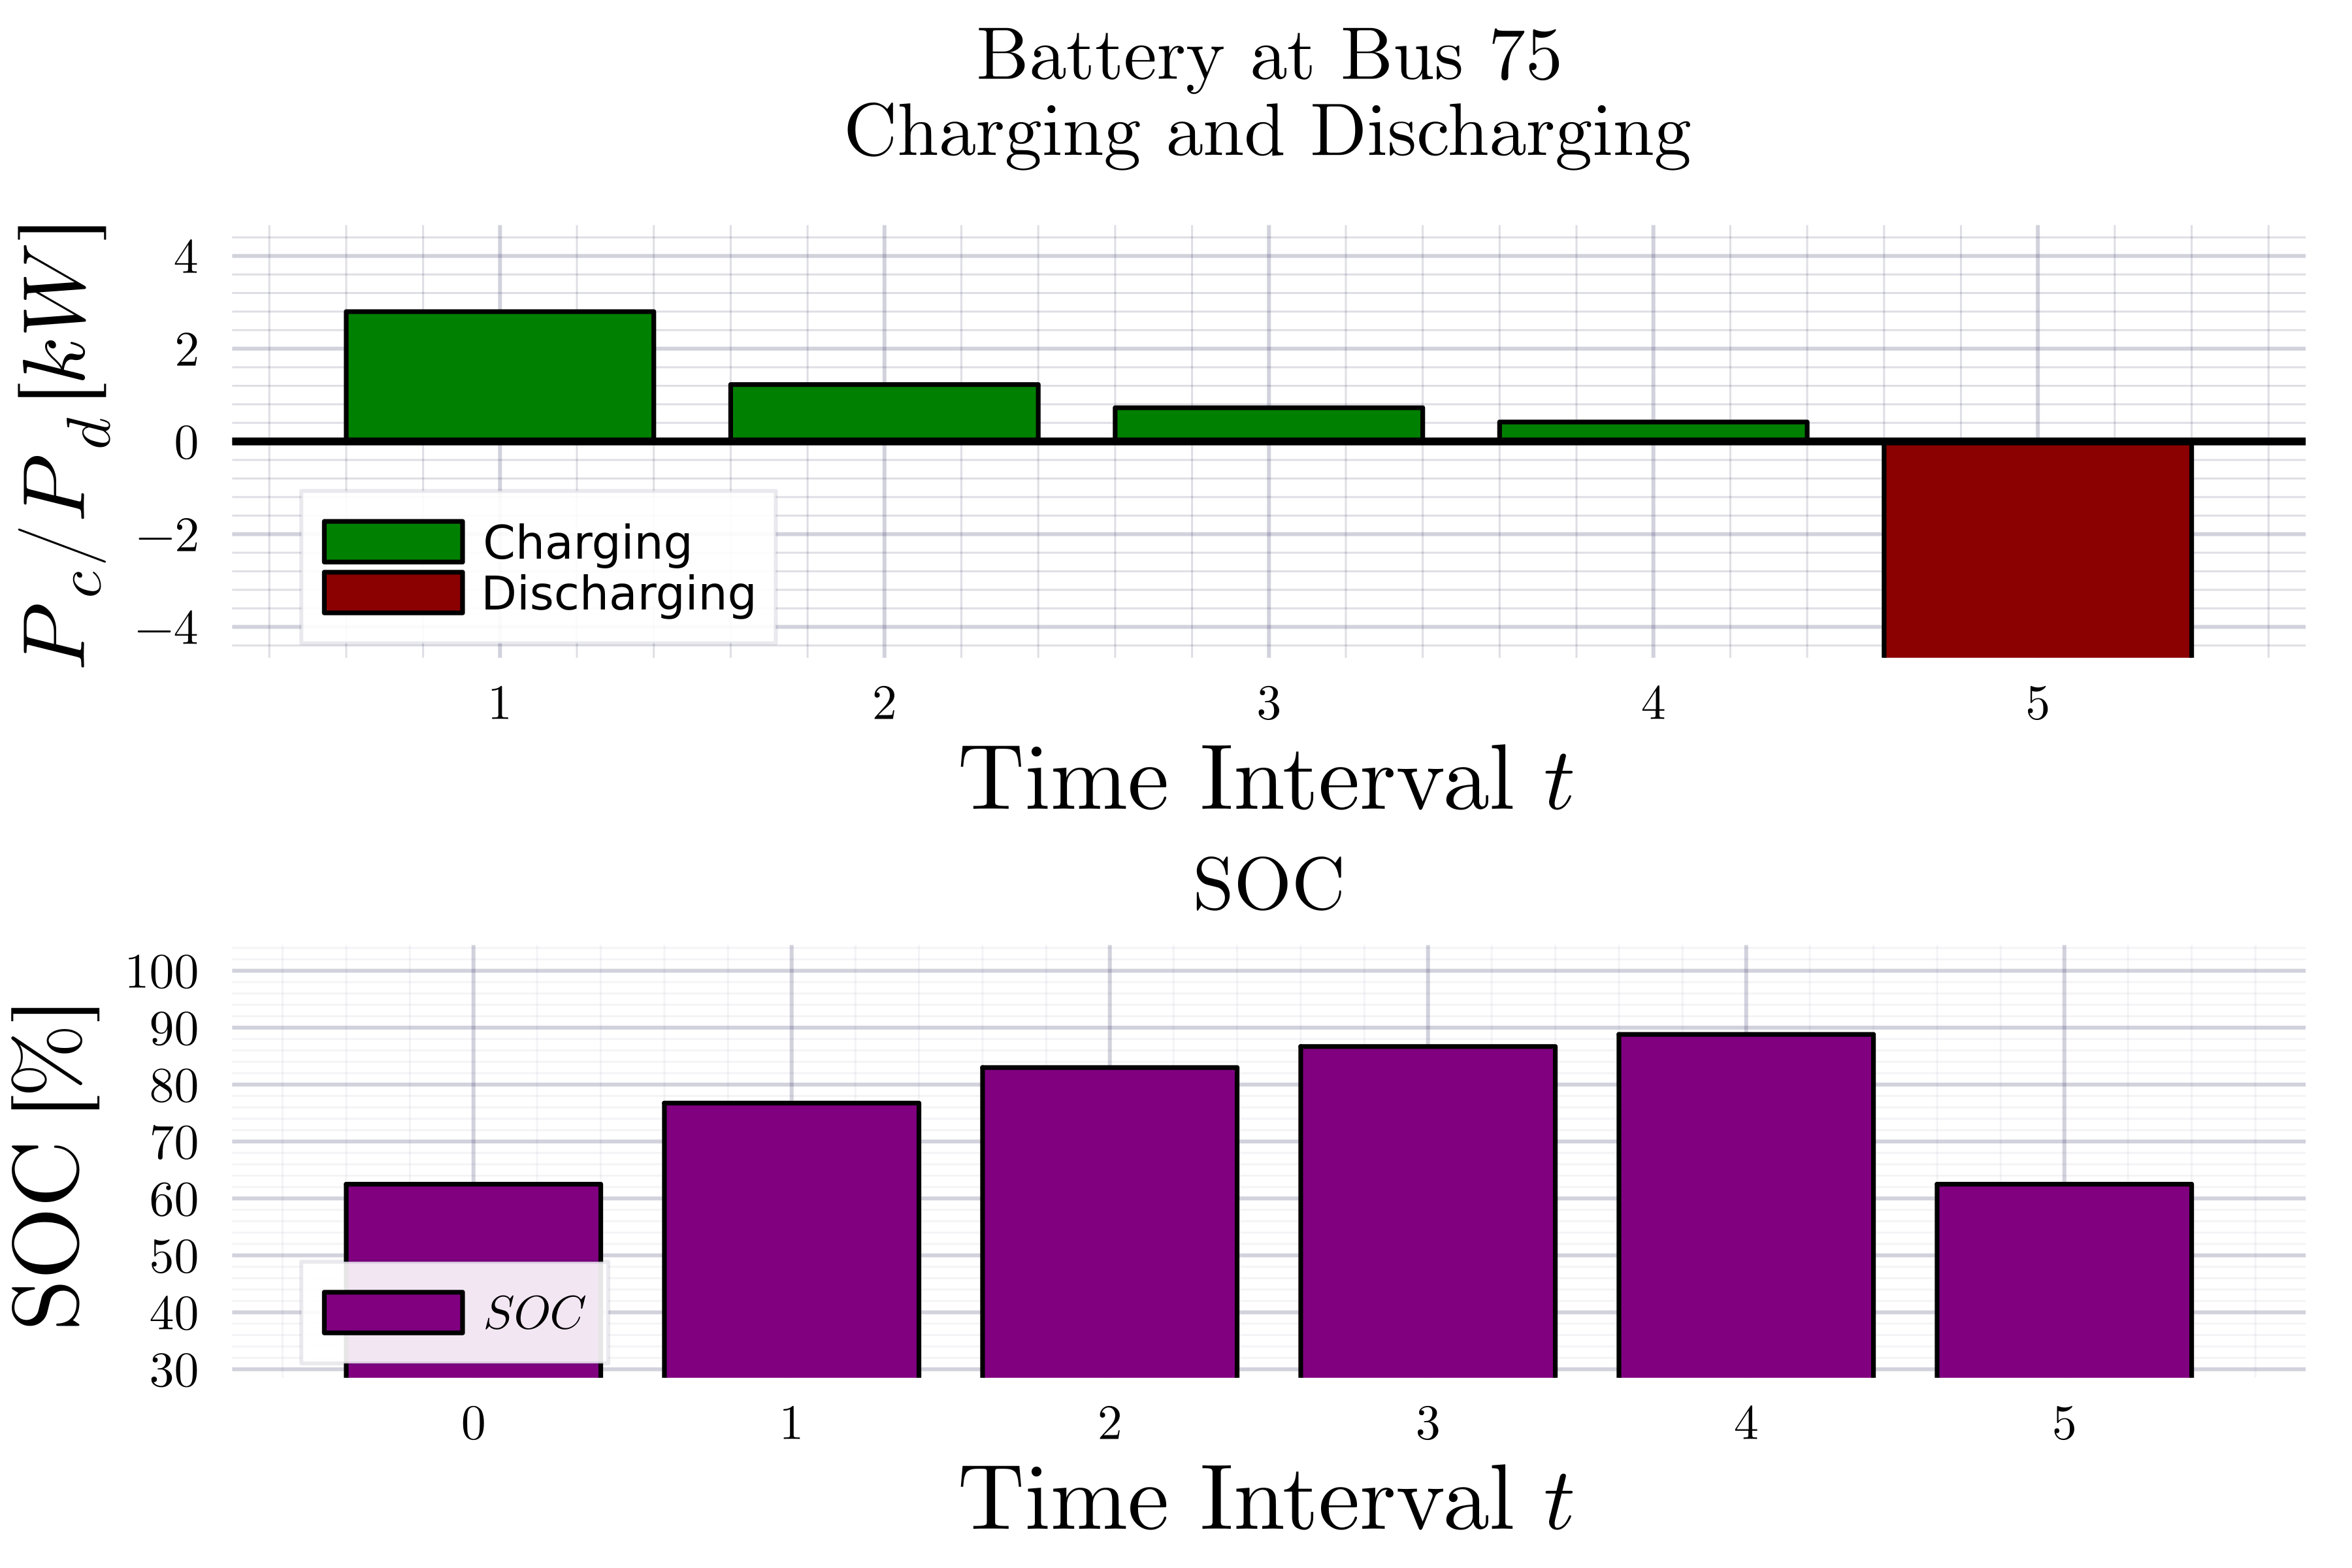 Battery at Bus 75
Charging and Discharging
P_c/P_d [kW]
4
2
0
−2
−4
Charging
Discharging
1 2 3 4 5
Time Interval t
SOC
SOC [%]
100
90
80
70
60
50
40
30
SOC
0 1 2 3 4 5
Time Interval t